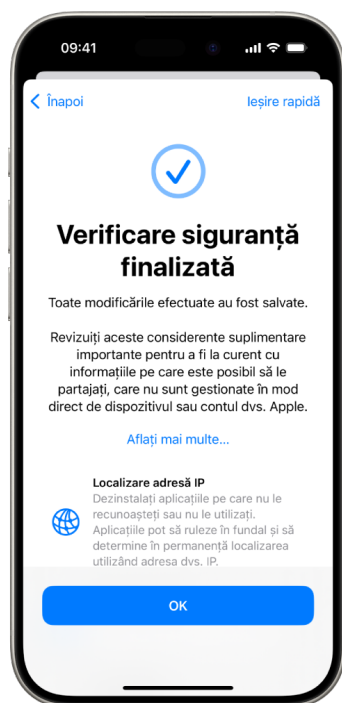 09:41
Înapoi
Ieșire rapidă
Verificare siguranță
finalizată
Toate modificările efectuate au fost salvate.
Revizuiți aceste considerente suplimentare
importante pentru a fi la curent cu
informațiile pe care este posibil să le
partajați, care nu sunt gestionate în mod
direct de dispozitivul sau contul dvs. Apple.
Aflați mai multe...
Localizare adresă IP
Dezinstalați aplicațiile pe care nu le
recunoașteți sau nu le utilizați.
Aplicațiile pot să ruleze în fundal și să
determine în permanență localizarea
utilizând adresa dvs. IP.
OK